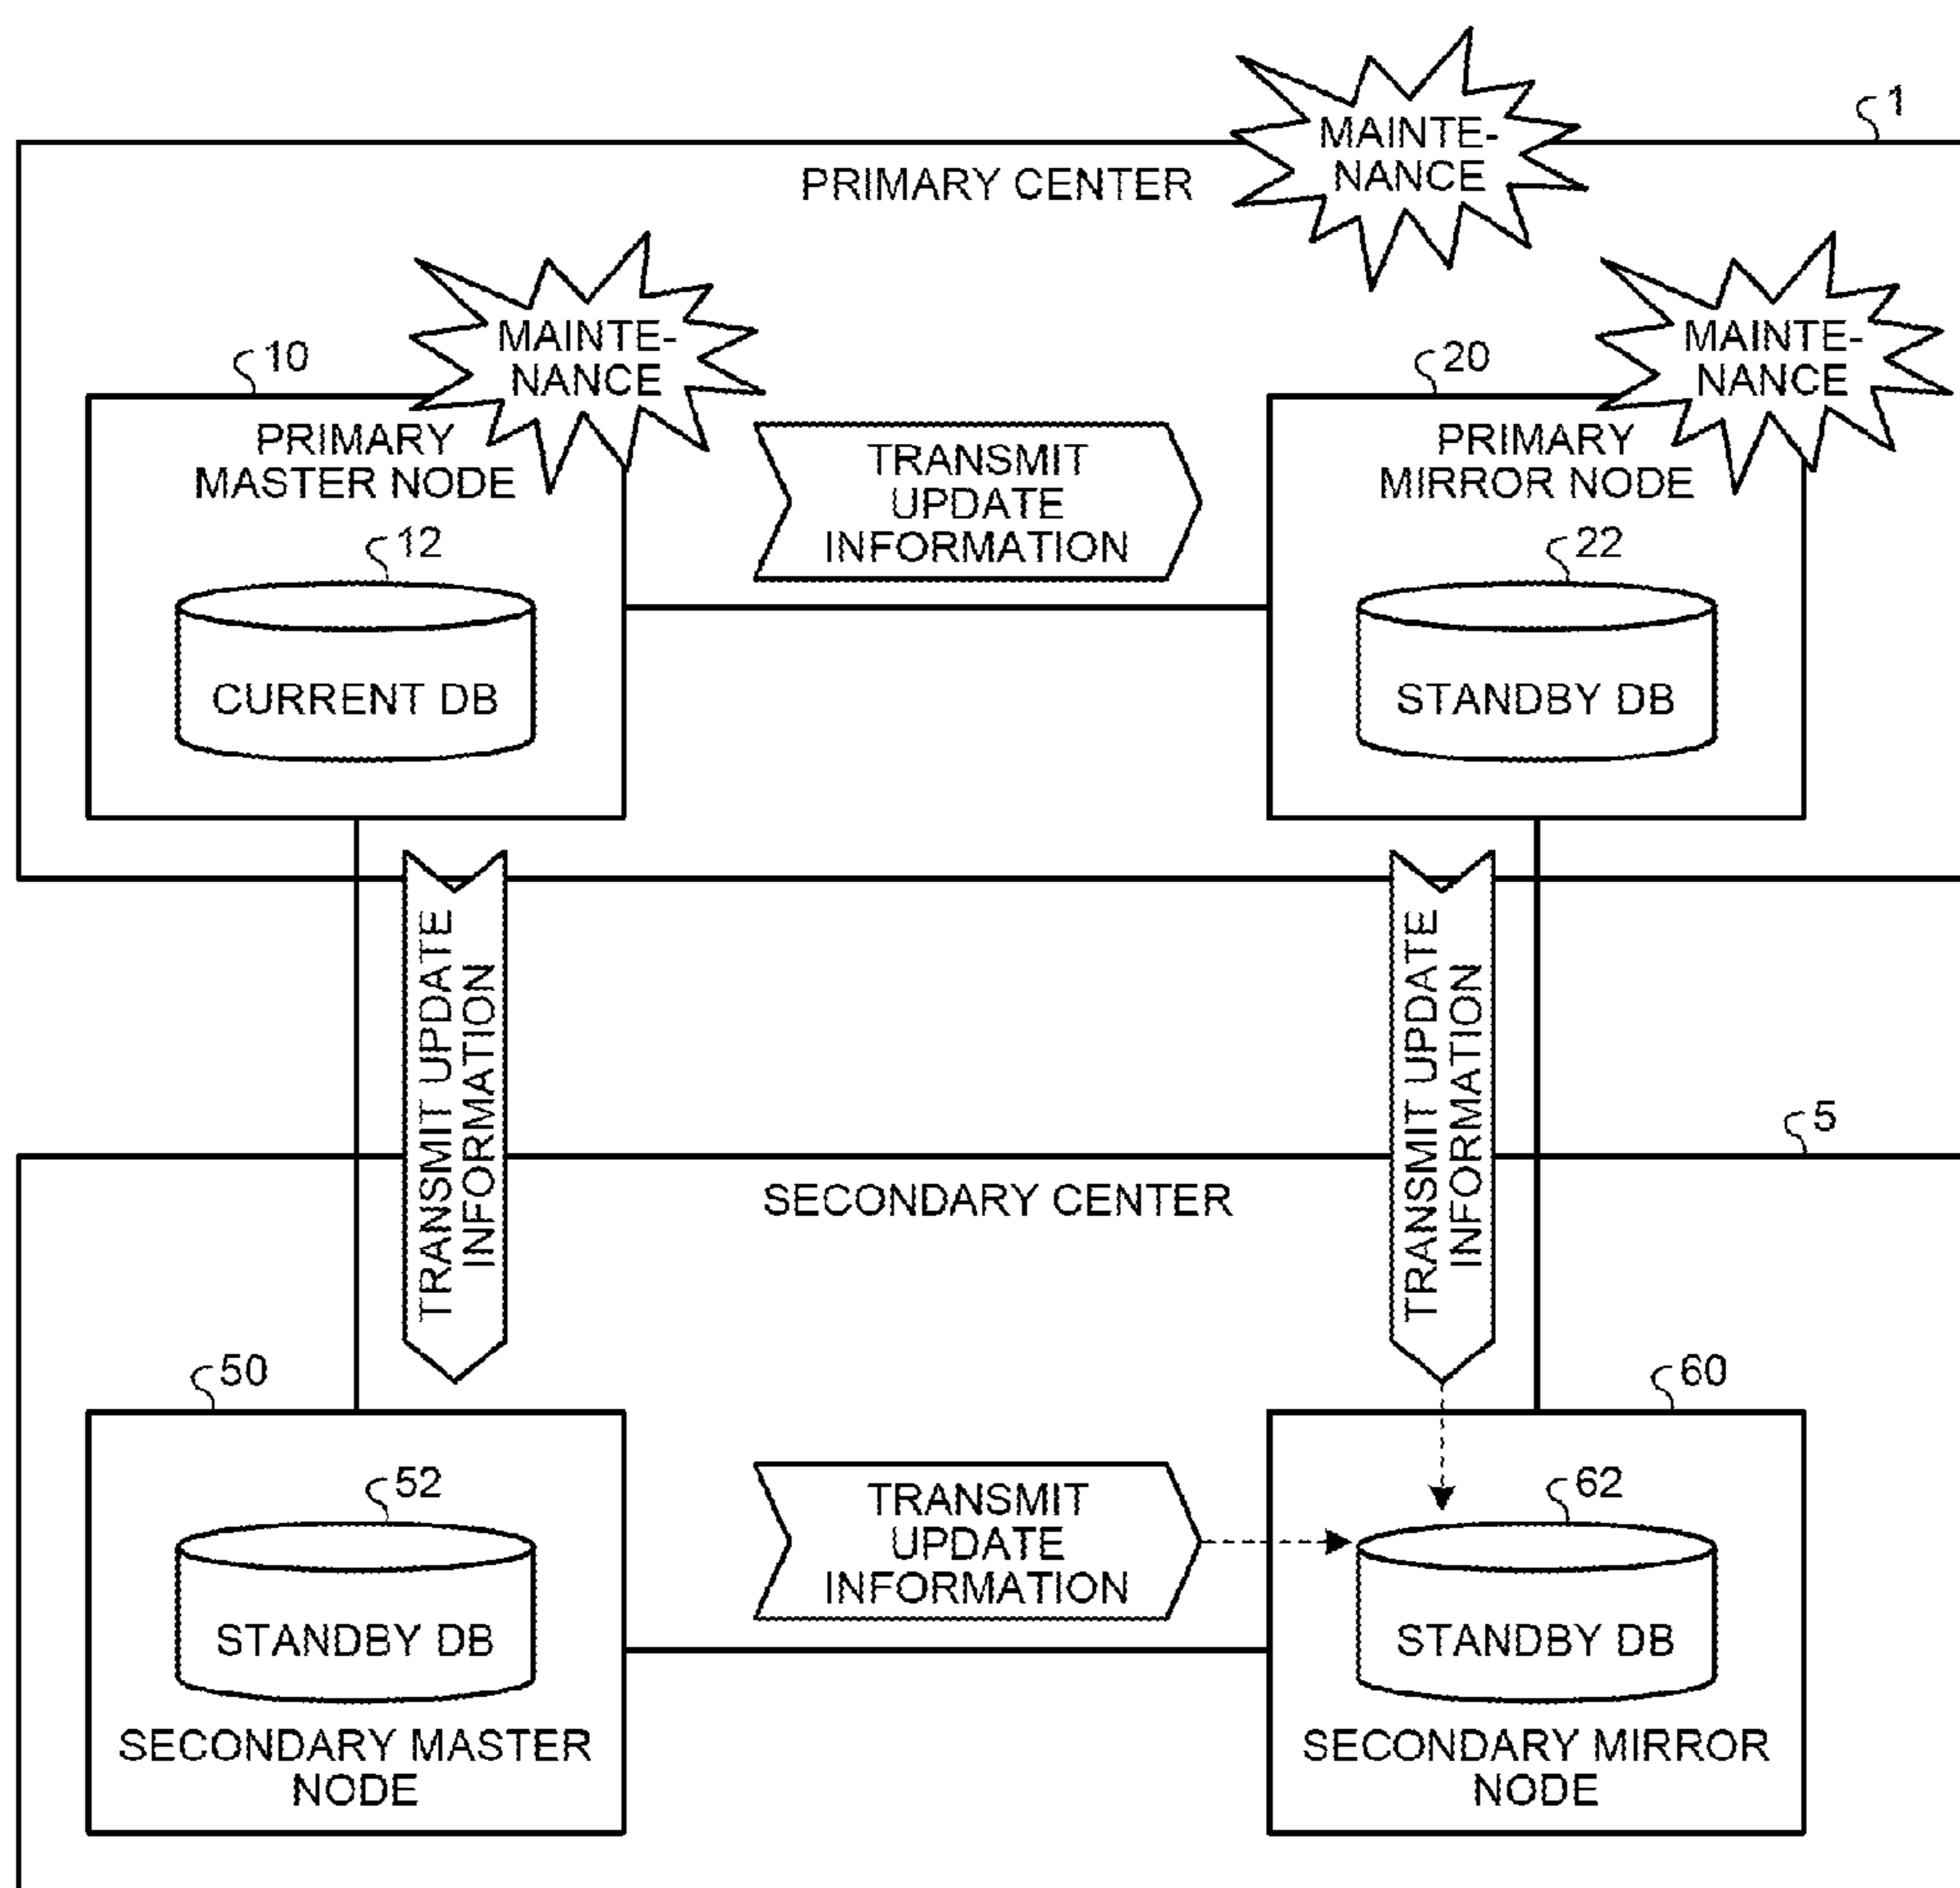 MAINTE-
NANCE
1
PRIMARY CENTER
MAINTE-
NANCE
MAINTE-
NANCE
10
PRIMARY
MASTER NODE
12
CURRENT DB
TRANSMIT
UPDATE
INFORMATION
20
PRIMARY
MIRROR NODE
22
STANDBY DB
TRANSMIT UPDATE
INFORMATION
TRANSMIT UPDATE
INFORMATION
5
SECONDARY CENTER
50
52
STANDBY DB
SECONDARY MASTER
NODE
TRANSMIT
UPDATE
INFORMATION
60
62
STANDBY DB
SECONDARY MIRROR
NODE